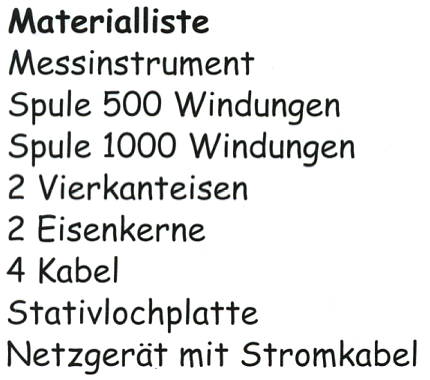 Materialliste
Messinstrument
Spule 500 Windungen
Spule 1000 Windungen
2 Vierkanteisen
2 Eisenkerne
4 Kabel
Stativlochplatte
Netzgerät mit Stromkabel